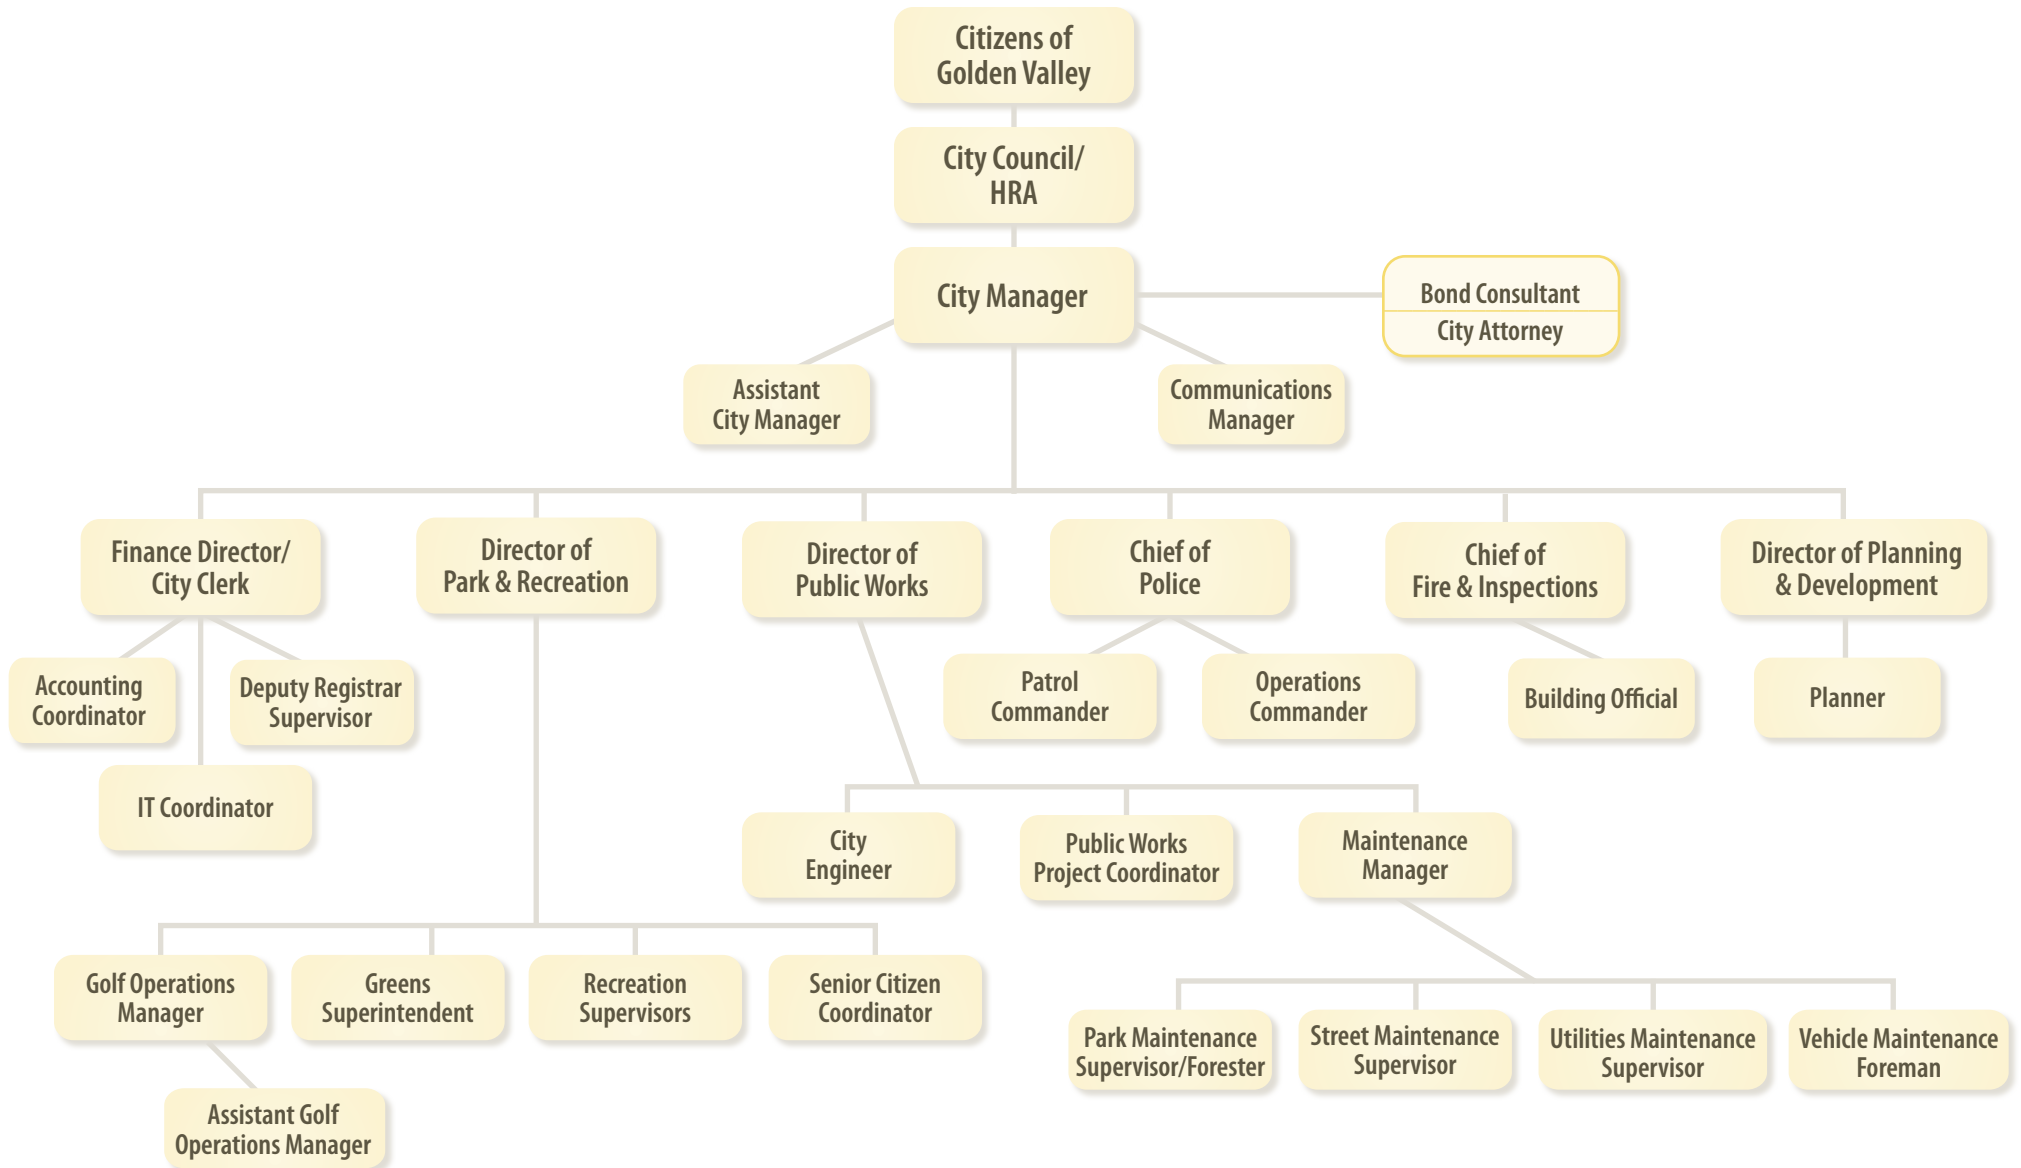 Citizens of
Golden Valley
City Council/
HRA
City Manager
Bond Consultant
City Attorney
Assistant
City Manager
Communications
Manager
Finance Director/
City Clerk
Director of
Park & Recreation
Director of
Public Works
Chief of
Police
Chief of
Fire & Inspections
Director of Planning
& Development
Accounting
Coordinator
Deputy Registrar
Supervisor
Patrol
Commander
Operations
Commander
Building Official
Planner
IT Coordinator
City
Engineer
Public Works
Project Coordinator
Maintenance
Manager
Golf Operations
Manager
Greens
Superintendent
Recreation
Supervisors
Senior Citizen
Coordinator
Park Maintenance
Supervisor/Forester
Street Maintenance
Supervisor
Utilities Maintenance
Supervisor
Vehicle Maintenance
Foreman
Assistant Golf
Operations Manager